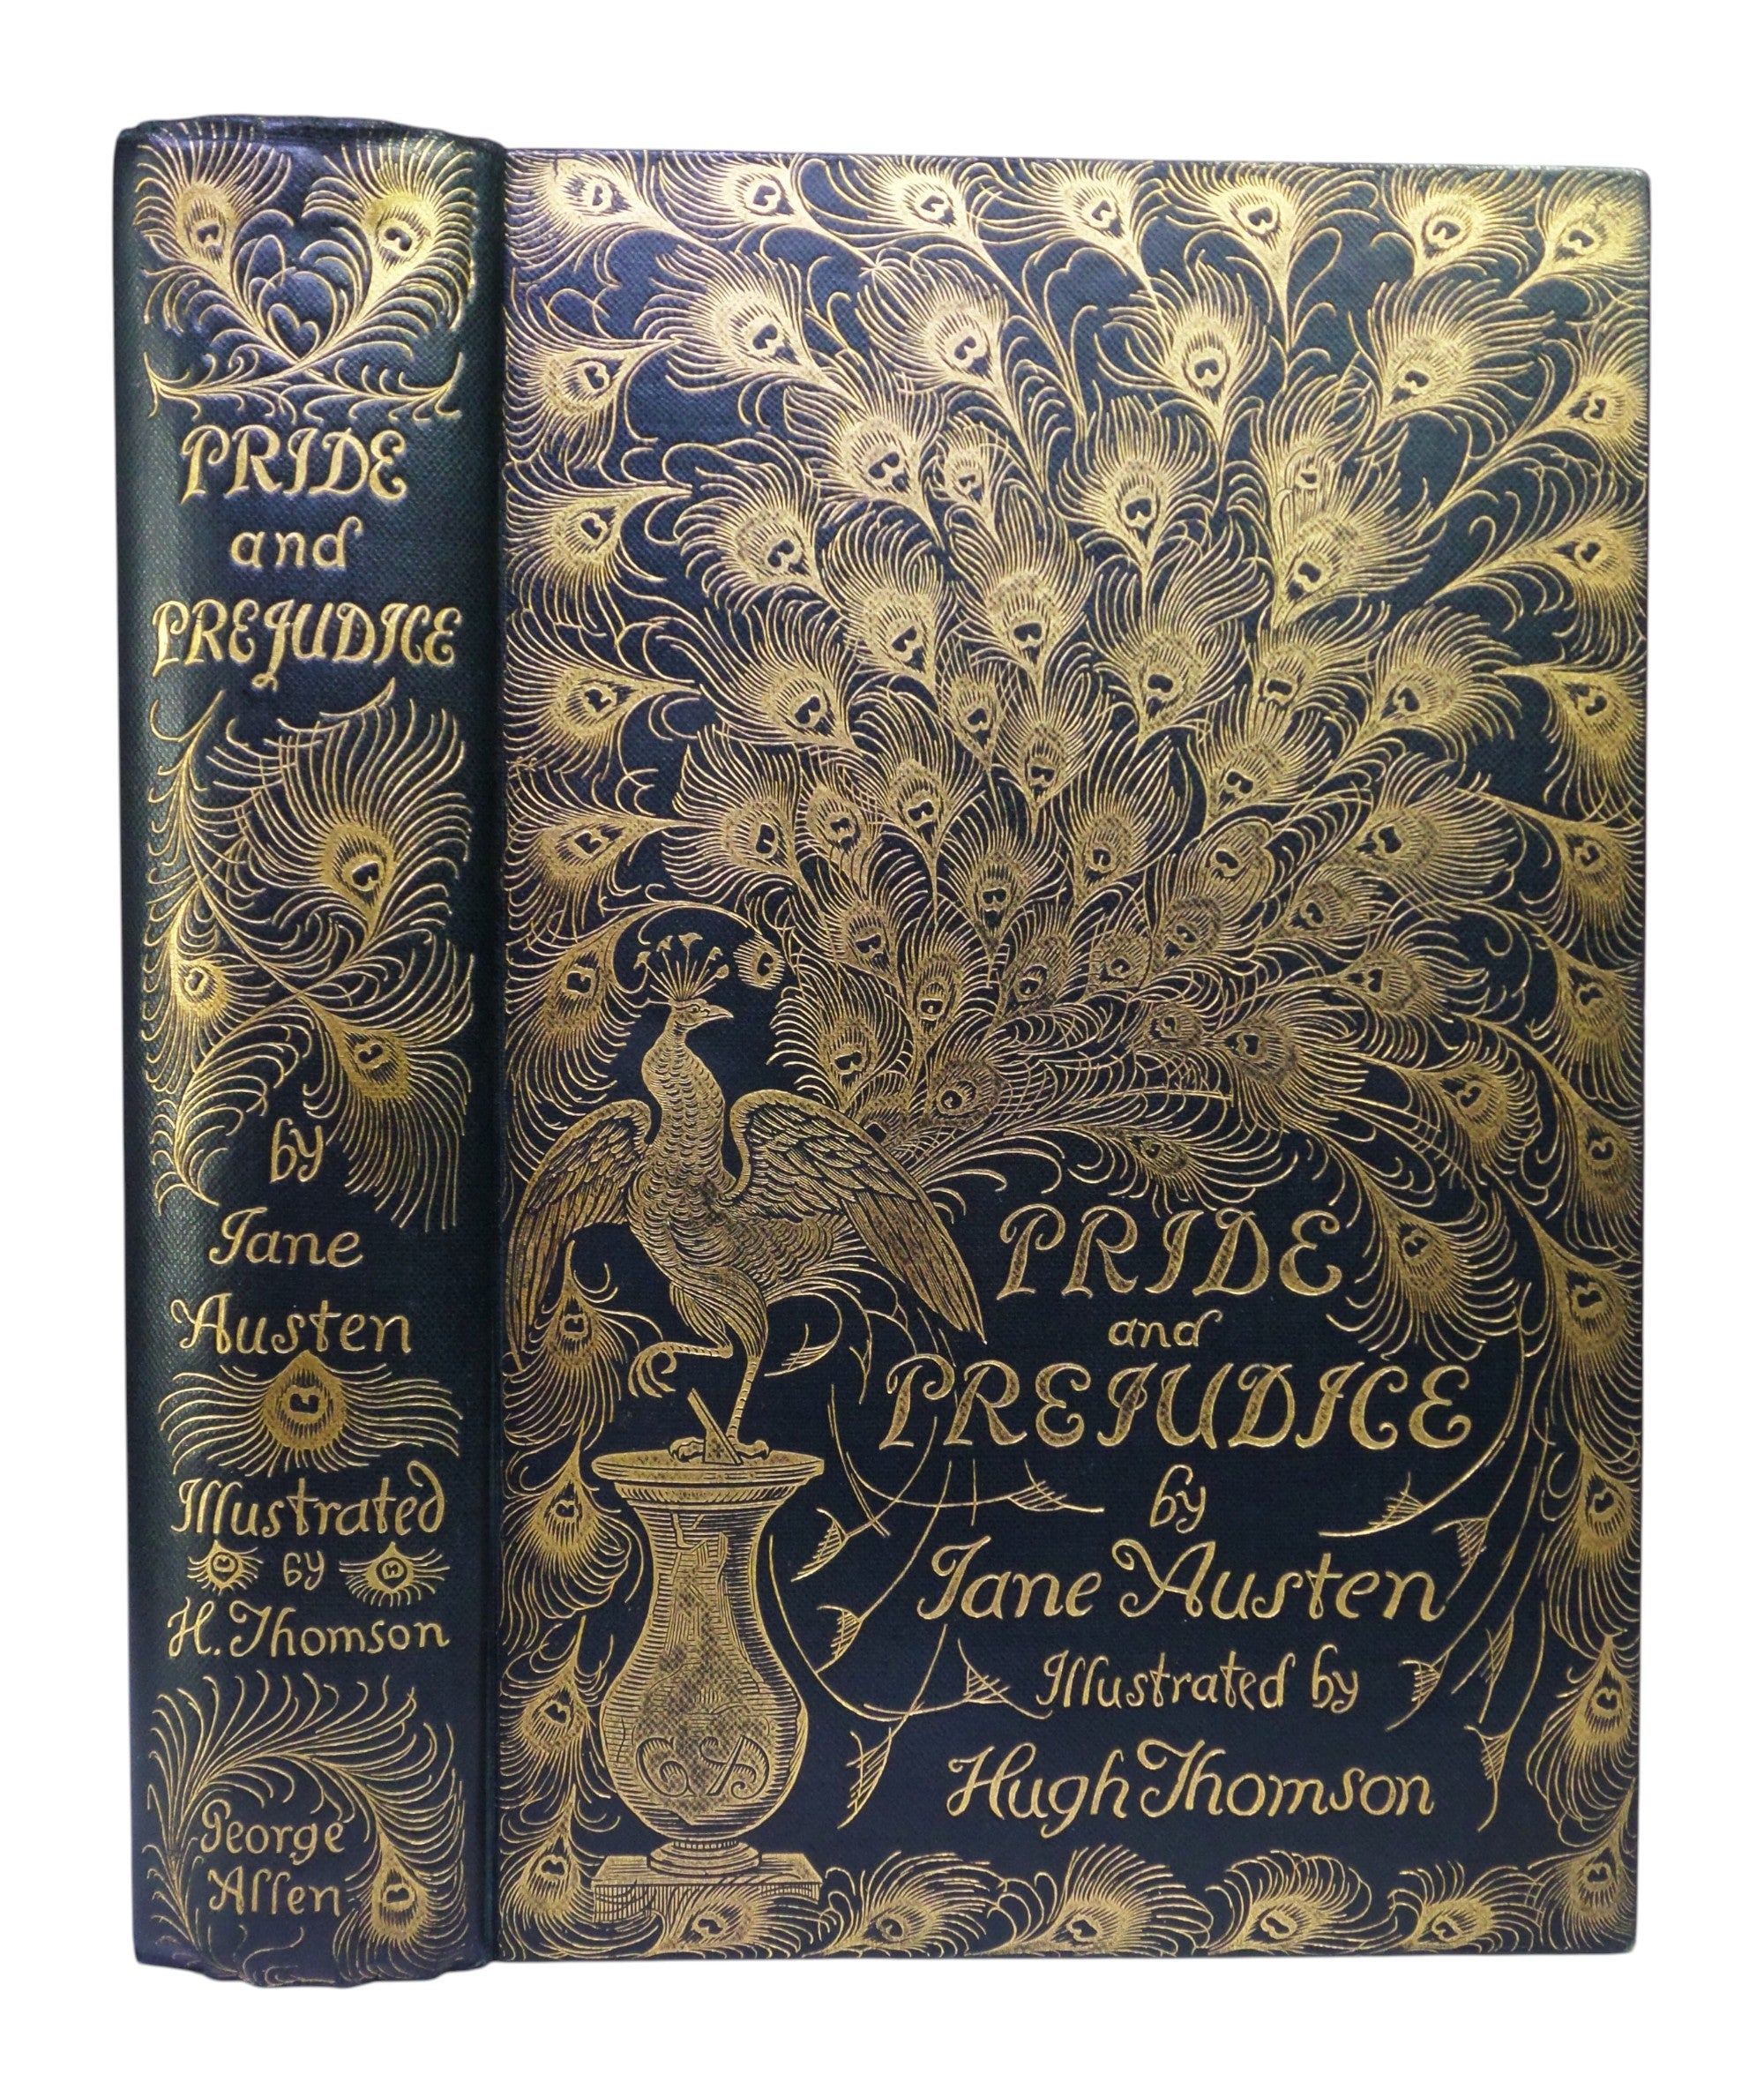 PRIDE
and
PREJUDICE
by
Jane
Austen
Illustrated
by
H. Thomson
George
Allen
PRIDE
and
PREJUDICE
by
Jane Austen
Illustrated by
Hugh Thomson